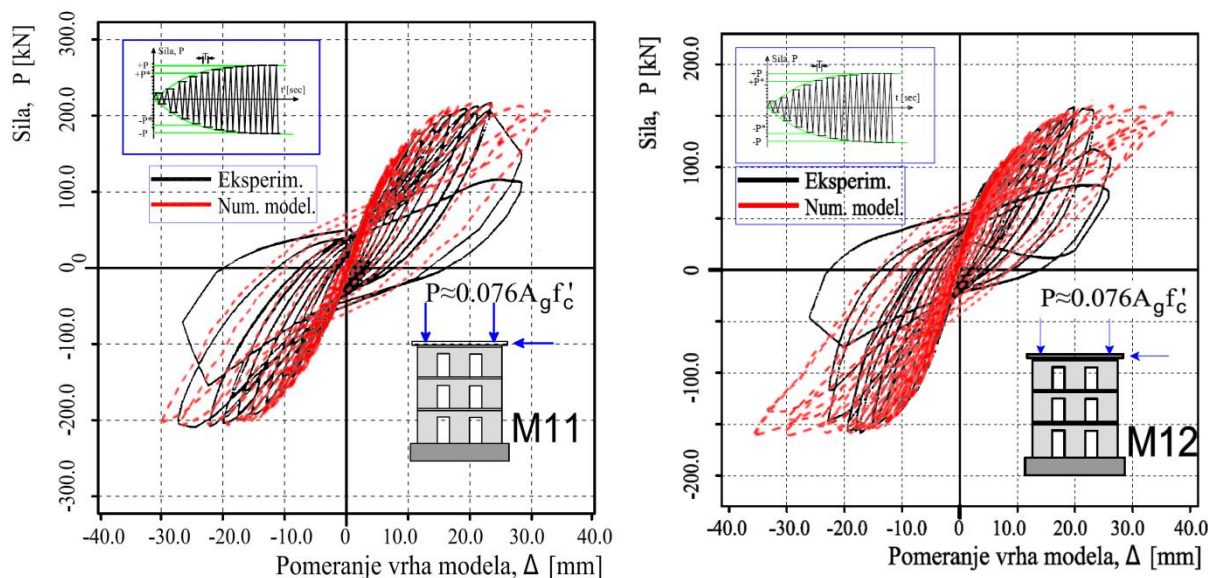 Sila, P [kN]
300.0
200.0
100.0
0
0
-100.0
-200.0
-300.0
Sila, P
+P
+P*
-P*
-P
T
t [sec]
Eksperim.
Num. model.
P≈0.076A_g f_c'
M11
-40.0 -30.0 -20.0 -10.0 0 10.0 20.0 30.0 40.0
Pomeranje vrha modela, Δ [mm]
Sila, P [kN]
200.0
100.0
0
-100.0
-200.0
Sila, P
+P
+P*
-P*
-P
T
t [sec]
Eksperim.
Num. model.
P≈0.076A_g f_c'
M12
-40.0 -30.0 -20.0 -10.0 0 10.0 20.0 30.0 40.0
Pomeranje vrha modela, Δ [mm]